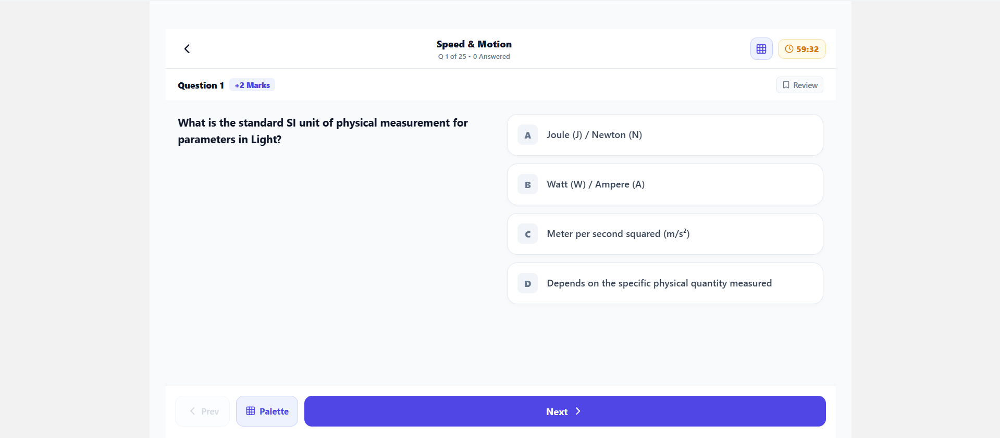 Speed & Motion
Q 1 of 25 • 0 Answered
59:32
Question 1
+2 Marks
Review
What is the standard SI unit of physical measurement for
parameters in Light?
A
Joule (J) / Newton (N)
B
Watt (W) / Ampere (A)
C
Meter per second squared (m/s²)
D
Depends on the specific physical quantity measured
Prev
Palette
Next